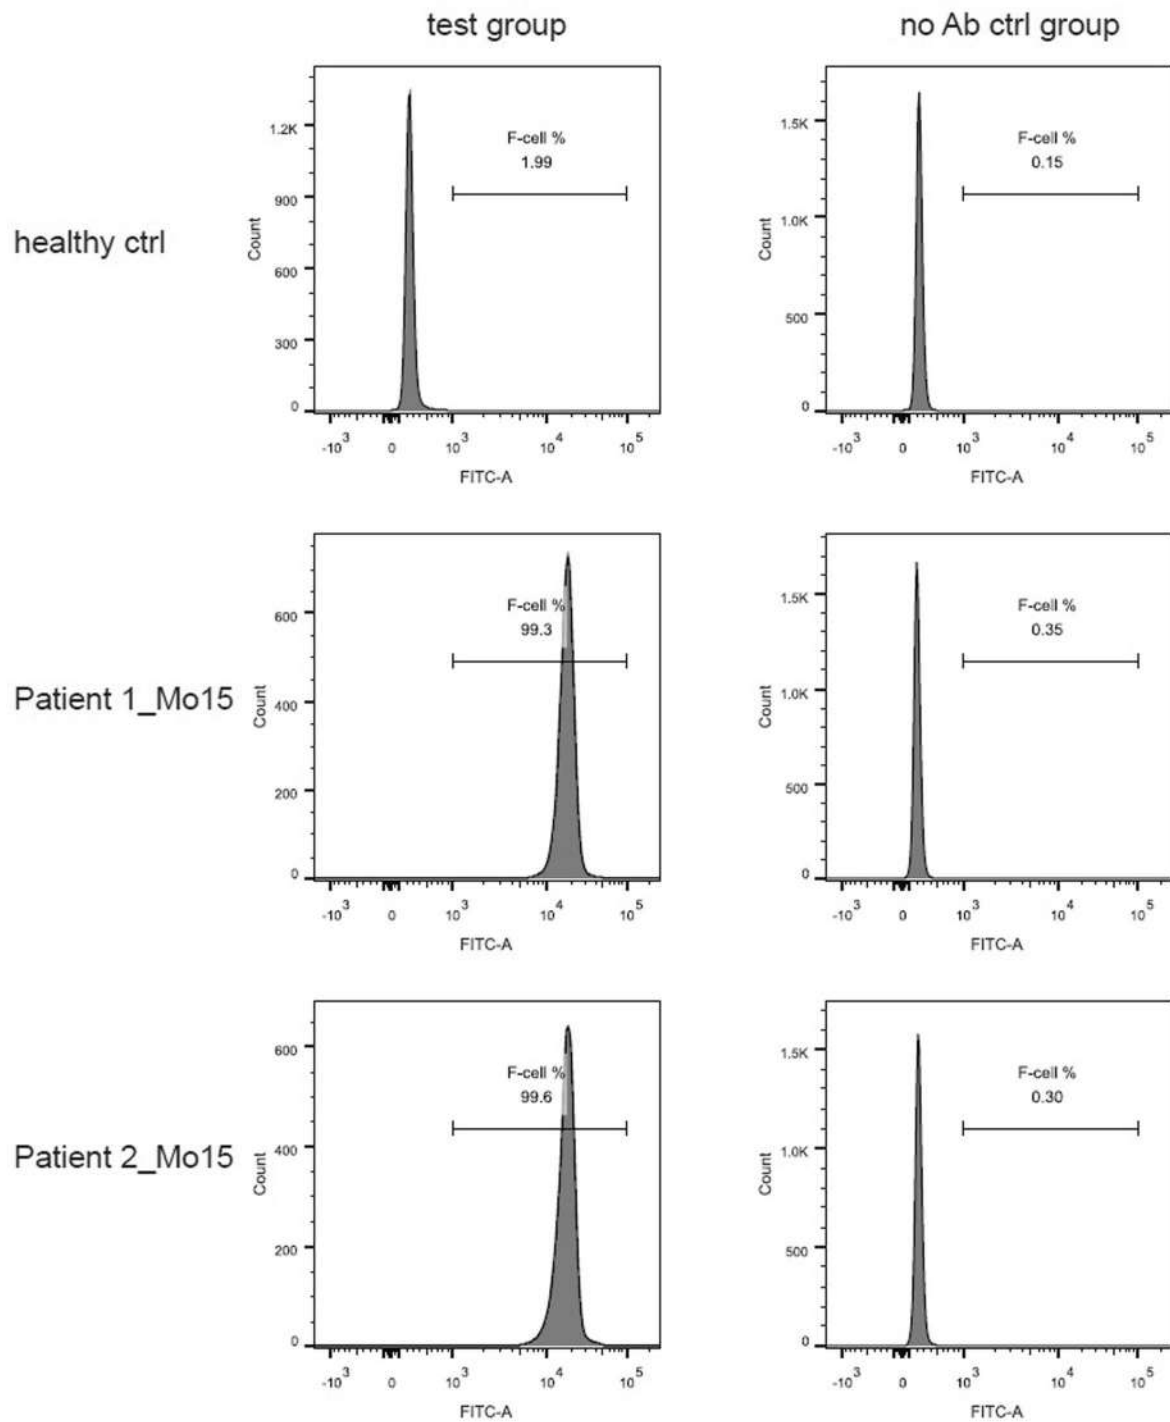 test group
no Ab ctrl group
healthy ctrl
Count
1.2K
900
600
300
0
F-cell %
1.99
-10 3 0 10 3 10 4 10 5
FITC-A
Count
1.5K
1.0K
500
0
F-cell %
0.15
-10 3 0 10 3 10 4 10 5
FITC-A
Patient 1_Mo15
Count
600
400
200
0
F-cell %
99.3
-10 3 0 10 3 10 4 10 5
FITC-A
Count
1.5K
1.0K
500
0
F-cell %
0.35
-10 3 0 10 3 10 4 10 5
FITC-A
Patient 2_Mo15
Count
600
400
200
0
F-cell %
99.6
-10 3 0 10 3 10 4 10 5
FITC-A
Count
1.5K
1.0K
500
0
F-cell %
0.30
-10 3 0 10 3 10 4 10 5
FITC-A